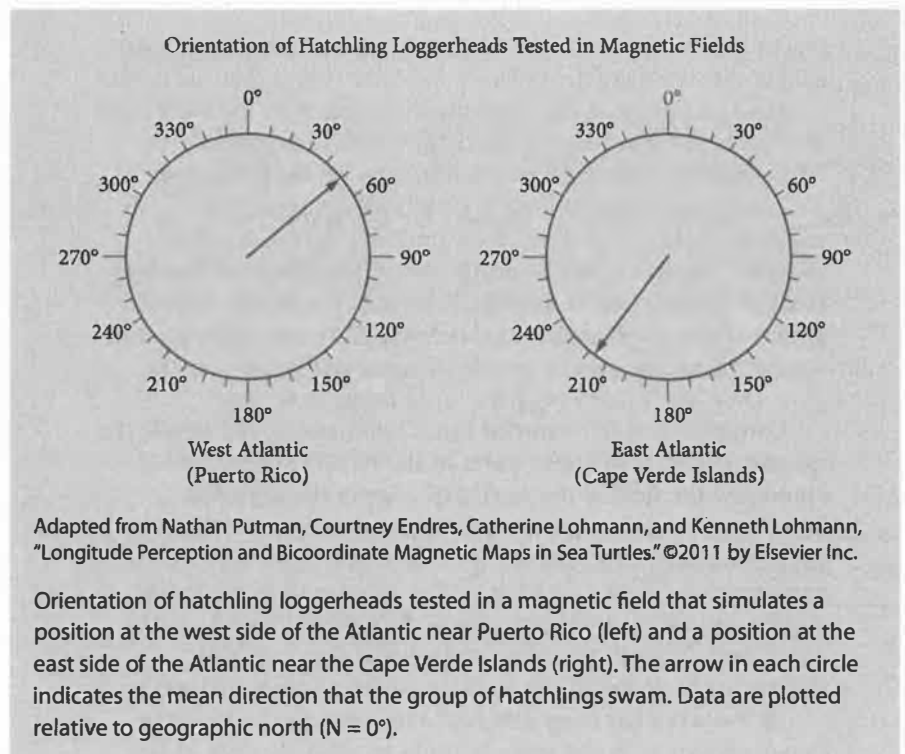 Orientation of Hatchling Loggerheads Tested in Magnetic Fields
0°
330°
30°
300°
60°
270°
90°
240°
120°
210°
150°
180°
West Atlantic
(Puerto Rico)
0°
330°
30°
300°
60°
270°
90°
240°
120°
210°
150°
180°
East Atlantic
(Cape Verde Islands)
Adapted from Nathan Putman, Courtney Endres, Catherine Lohmann, and Kenneth Lohmann,
"Longitude Perception and Bicoordinate Magnetic Maps in Sea Turtles." ©2011 by Elsevier Inc.
Orientation of hatchling loggerheads tested in a magnetic field that simulates a
position at the west side of the Atlantic near Puerto Rico (left) and a position at the
east side of the Atlantic near the Cape Verde Islands (right). The arrow in each circle
indicates the mean direction that the group of hatchlings swam. Data are plotted
relative to geographic north (N = 0°).